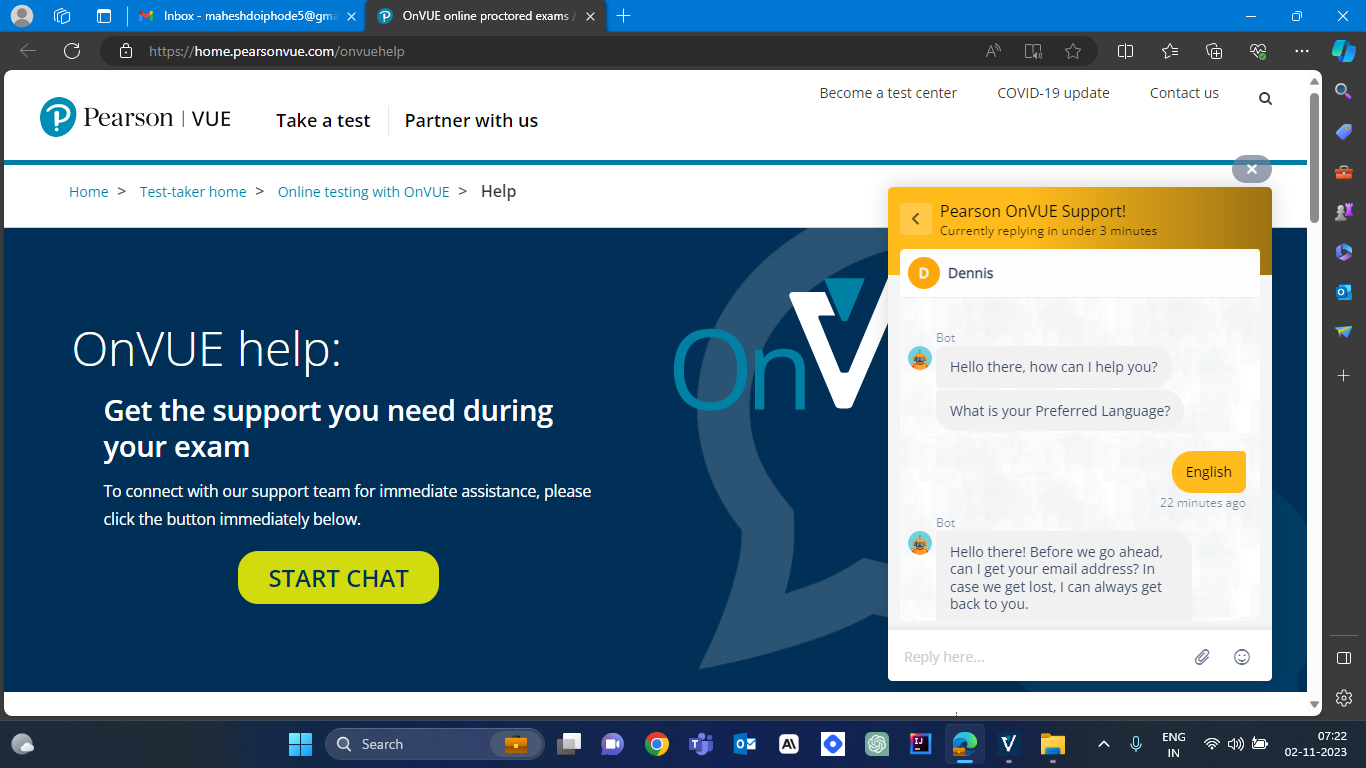 Inbox - maheshdoiphode5@gma
OnVUE online proctored exams /
https://home.pearsonvue.com/onvuehelp
Become a test center
COVID-19 update
Contact us
Pearson | VUE
Take a test
Partner with us
Home > Test-taker home > Online testing with OnVUE > Help
OnVUE help:
Get the support you need during
your exam
To connect with our support team for immediate assistance, please
click the button immediately below.
START CHAT
OnV
Pearson OnVUE Support!
Currently replying in under 3 minutes
D
Dennis
Bot
Hello there, how can I help you?
What is your Preferred Language?
English
22 minutes ago
Bot
Hello there! Before we go ahead,
can I get your email address? In
case we get lost, I can always get
back to you.
Reply here...
Search
ENG
IN
07:22
02-11-2023